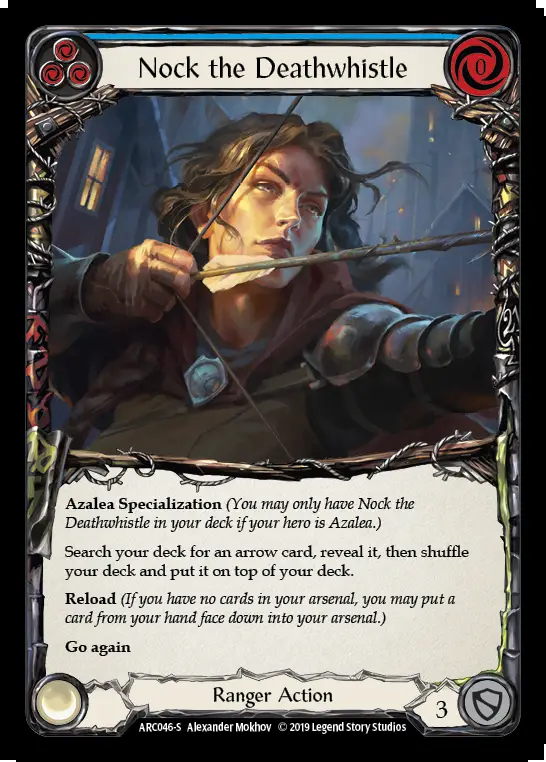 Nock the Deathwhistle
0
Azalea Specialization (You may only have Nock the
Deathwhistle in your deck if your hero is Azalea.)
Search your deck for an arrow card, reveal it, then shuffle
your deck and put it on top of your deck.
Reload (If you have no cards in your arsenal, you may put a
card from your hand face down into your arsenal.)
Go again
Ranger Action
3
ARC046-S Alexander Mokhov © 2019 Legend Story Studios